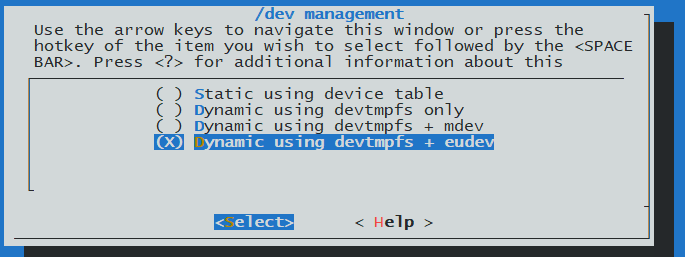 /dev management
Use the arrow keys to navigate this window or press the
hotkey of the item you wish to select followed by the <SPACE
BAR>. Press <?> for additional information about this
( ) Static using device table
( ) Dynamic using devtmpfs only
( ) Dynamic using devtmpfs + mdev
(X) Dynamic using devtmpfs + eudev
<Select> < Help >